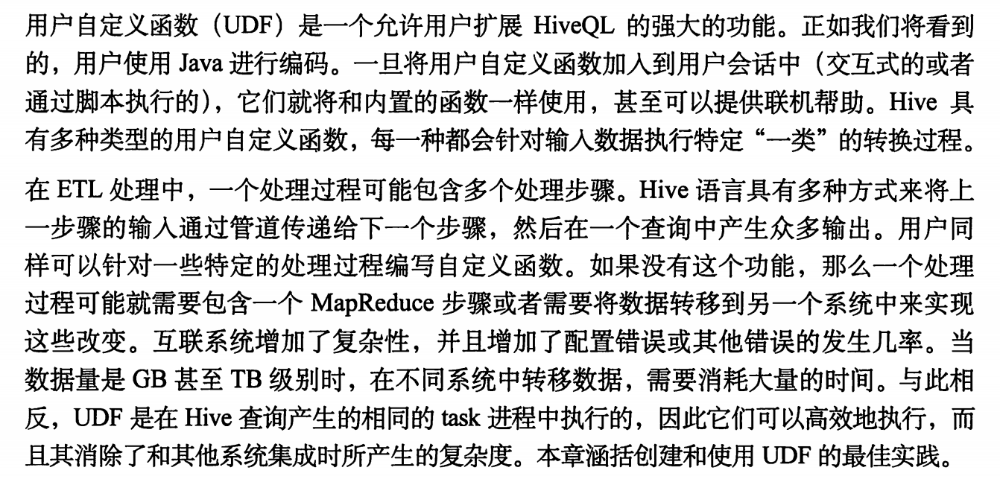 用户自定义函数（UDF）是一个允许用户扩展 HiveQL 的强大的功能。正如我们将看到
的，用户使用 Java 进行编码。一旦将用户自定义函数加入到用户会话中（交互式的或者
通过脚本执行的），它们就将和内置的函数一样使用，甚至可以提供联机帮助。Hive 具
有多种类型的用户自定义函数，每一种都会针对输入数据执行特定“一类”的转换过程。
在 ETL 处理中，一个处理过程可能包含多个处理步骤。Hive 语言具有多种方式来将上
一步骤的输入通过管道传递给下一个步骤，然后在一个查询中产生众多输出。用户同
样可以针对一些特定的处理过程编写自定义函数。如果没有这个功能，那么一个处理
过程可能就需要包含一个 MapReduce 步骤或者需要将数据转移到另一个系统中来实现
这些改变。互联系统增加了复杂性，并且增加了配置错误或其他错误的发生几率。当
数据量是 GB 甚至 TB 级别时，在不同系统中转移数据，需要消耗大量的时间。与此相
反，UDF 是在 Hive 查询产生的相同的 task 进程中执行的，因此它们可以高效地执行，而
且其消除了和其他系统集成时所产生的复杂度。本章涵括创建和使用 UDF 的最佳实践。